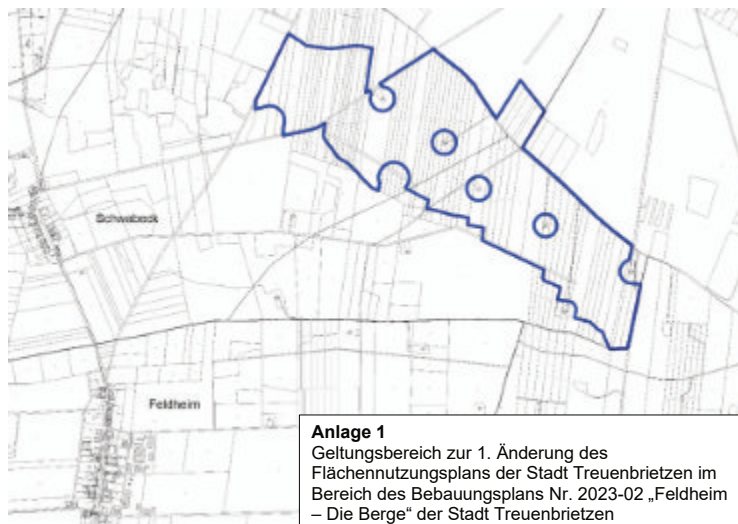 Schwabeck
Feldheim
Anlage 1
Geltungsbereich zur 1. Änderung des
Flächennutzungsplans der Stadt Treuenbrietzen im
Bereich des Bebauungsplans Nr. 2023-02 „Feldheim
– Die Berge“ der Stadt Treuenbrietzen